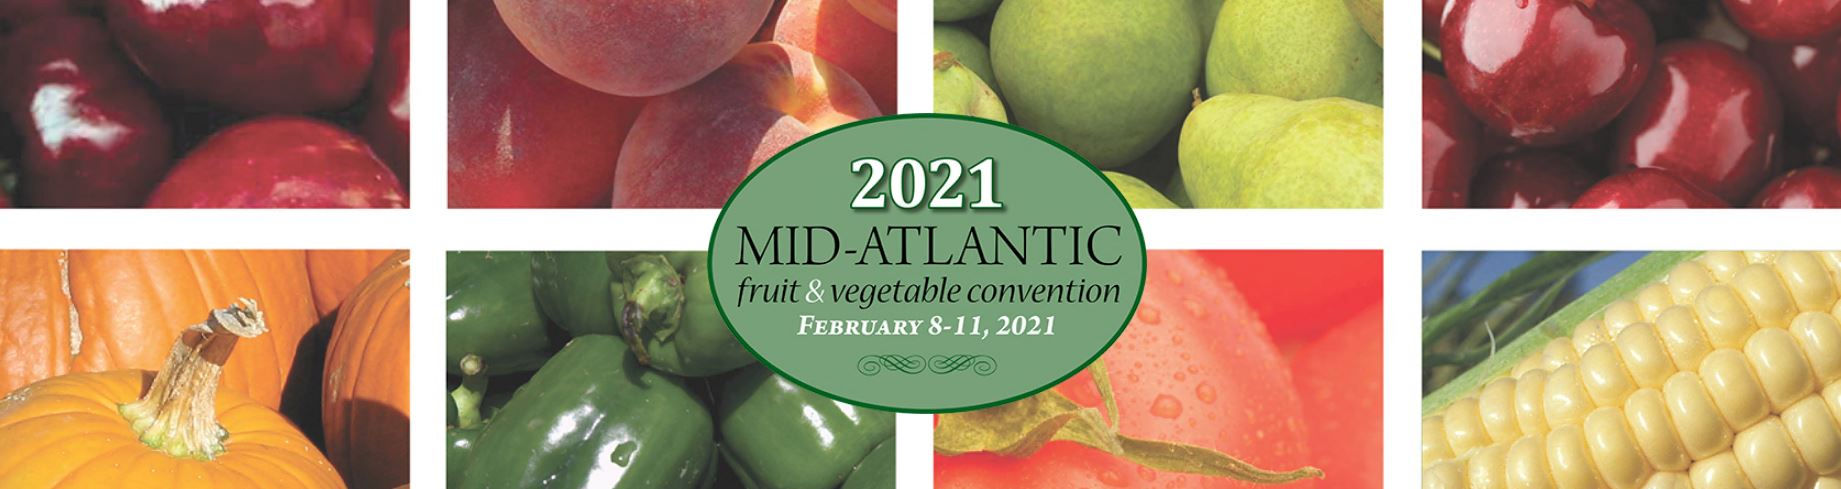 2021
MID-ATLANTIC
fruit & vegetable convention
February 8-11, 2021